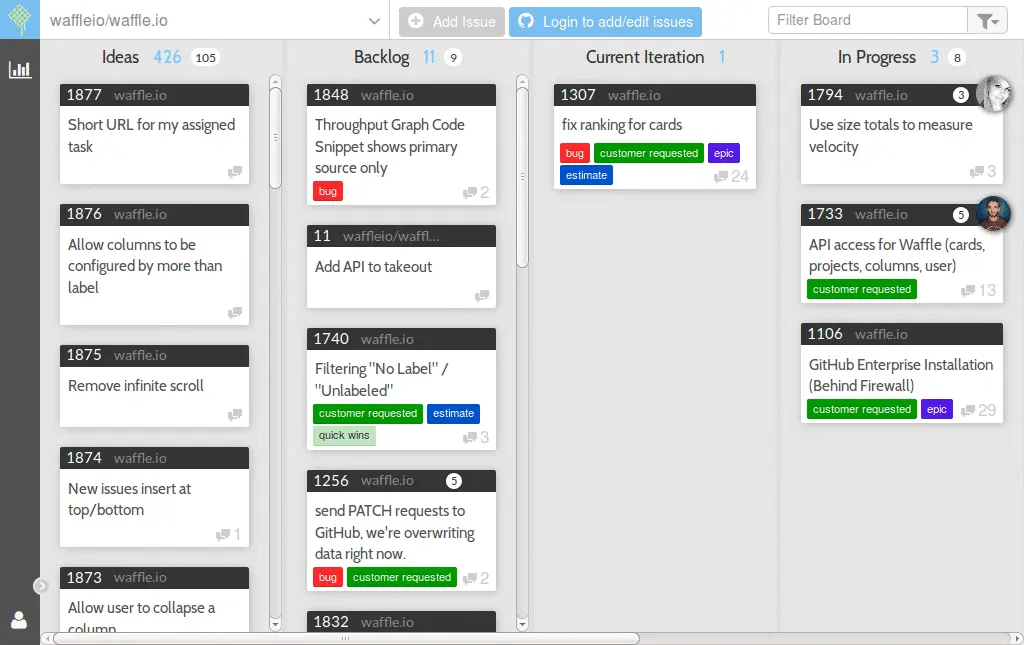 waffleio/waffle.io
Add Issue
Login to add/edit issues
Filter Board
Ideas 426 105
1877 waffle.io
Short URL for my assigned
task
1876 waffle.io
Allow columns to be
configured by more than
label
1875 waffle.io
Remove infinite scroll
1874 waffle.io
New issues insert at
top/bottom
1
1873 waffle.io
Allow user to collapse a
column
Backlog 11 9
1848 waffle.io
Throughput Graph Code
Snippet shows primary
source only
bug 2
11 waffleio/waffl...
Add API to takeout
1740 waffle.io
Filtering "No Label" /
"Unlabeled"
customer requested estimate
quick wins 3
1256 waffle.io 5
send PATCH requests to
GitHub, we're overwriting
data right now.
bug customer requested 2
1832 waffle.io
Current Iteration 1
1307 waffle.io
fix ranking for cards
bug customer requested epic
estimate 24
In Progress 3 8
1794 waffle.io 3
Use size totals to measure
velocity
3
1733 waffle.io 5
API access for Waffle (cards,
projects, columns, user)
customer requested 13
1106 waffle.io
GitHub Enterprise Installation
(Behind Firewall)
customer requested epic 29